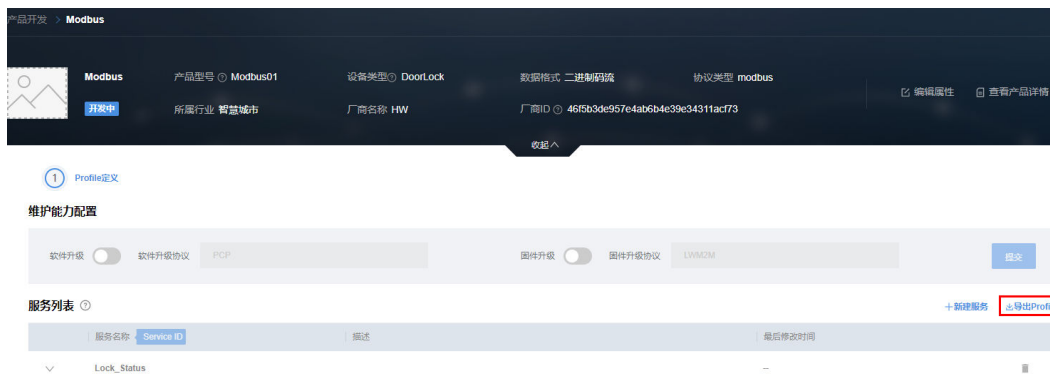 产品开发 > Modbus
Modbus 产品型号 Modbus01 设备类型 DoorLock 数据格式 二进制码流 协议类型 modbus
编辑属性 查看产品详情
开发中 所属行业 智慧城市 厂商名称 HW 厂商ID 46f5b3de957e4ab6b4e39e34311acf73
收起
1 Profile定义
维护能力配置
软件升级 软件升级协议 PCP 固件升级 固件升级协议 LWM2M 提交
服务列表 +新建服务 导出Profi
服务名称 Service ID 描述 最后修改时间
Lock_Status --